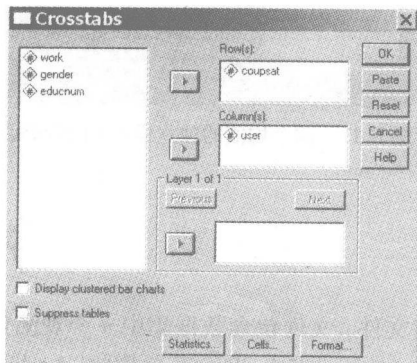 Crosstabs
work
gender
educnum
Row(s):
coupsat
Column(s):
user
Layer 1 of 1
Previous
Next
Display clustered bar charts
Suppress tables
OK
Paste
Reset
Cancel
Help
Statistics...
Cells...
Format...